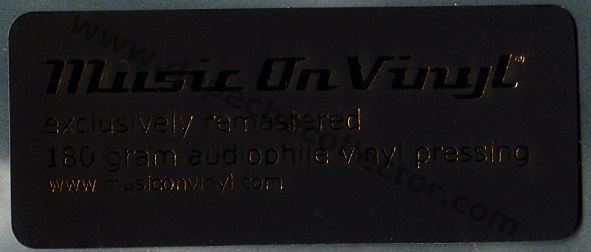 Music On Vinyl®
exclusively remastered
180 gram audiophile vinyl pressing
www.musiconvinyl.com